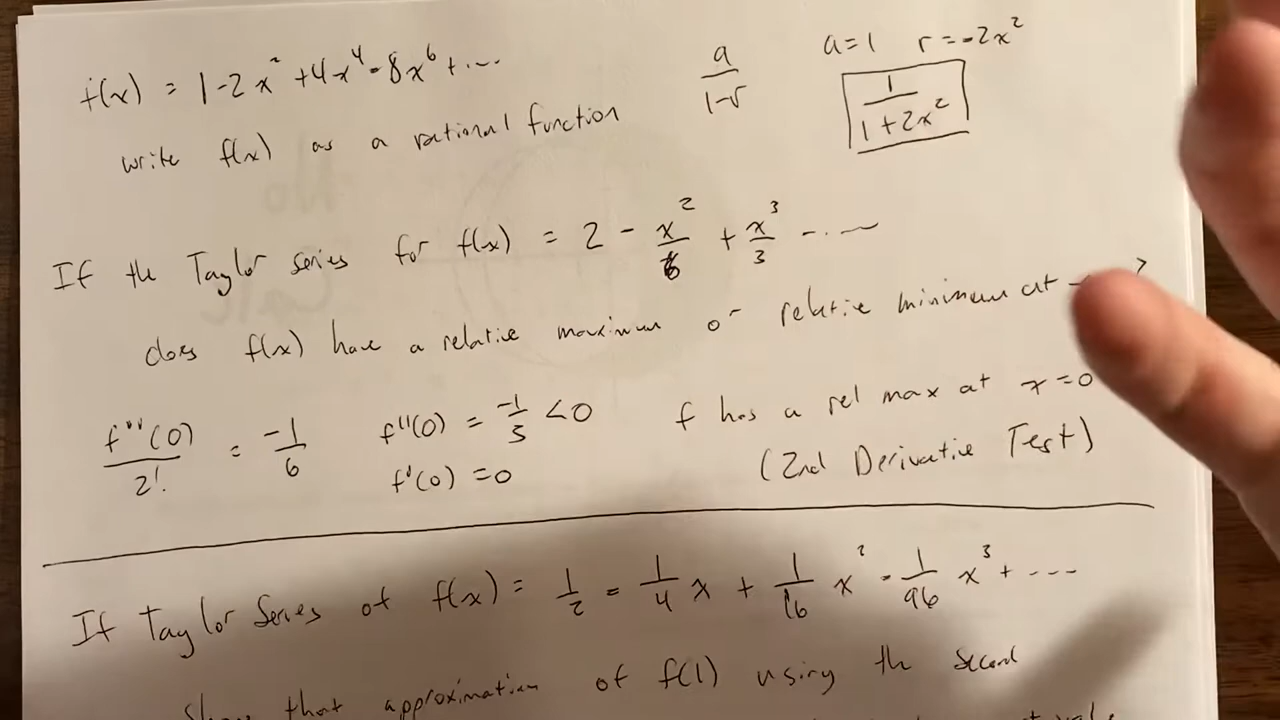 f(x) = 1-2x² +4x⁴-8x⁶ +....
a/(1-r)
a=1 r=-2x²
1/(1+2x²)
write f(x) as a rational function
If the Taylor series for f(x) = 2 - x²/6 + x³/3 - ...
does f(x) have a relative maximum or relative minimum at ?
f'''(0)/2! = -1/6 f''(0) = -1/3 <0 f has a rel max at x=0
f'(0) =0 (2nd Derivative Test)
If Taylor Series of f(x) = 1/2 - 1/4 x + 1/16 x² - 1/96 x³ + ....
Show that approximation of f(1) using the second